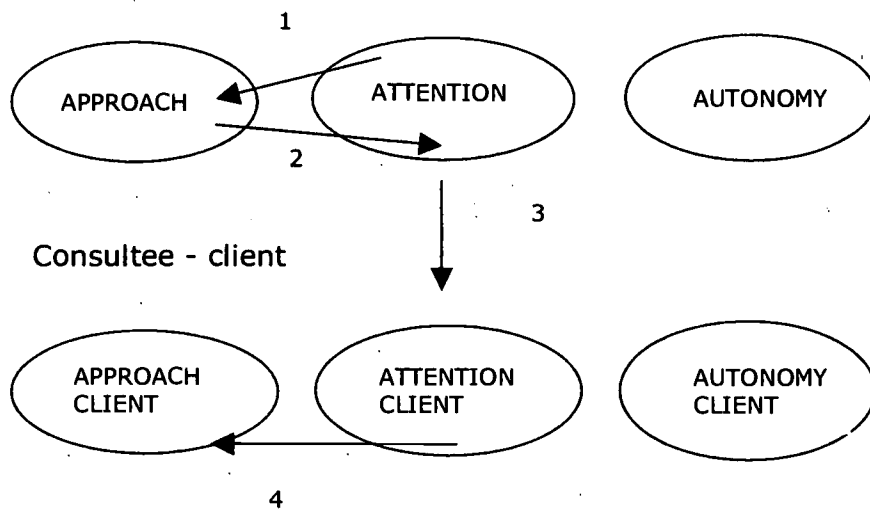 1
APPROACH
ATTENTION
AUTONOMY
2
3
Consultee - client
APPROACH
CLIENT
ATTENTION
CLIENT
AUTONOMY
CLIENT
4